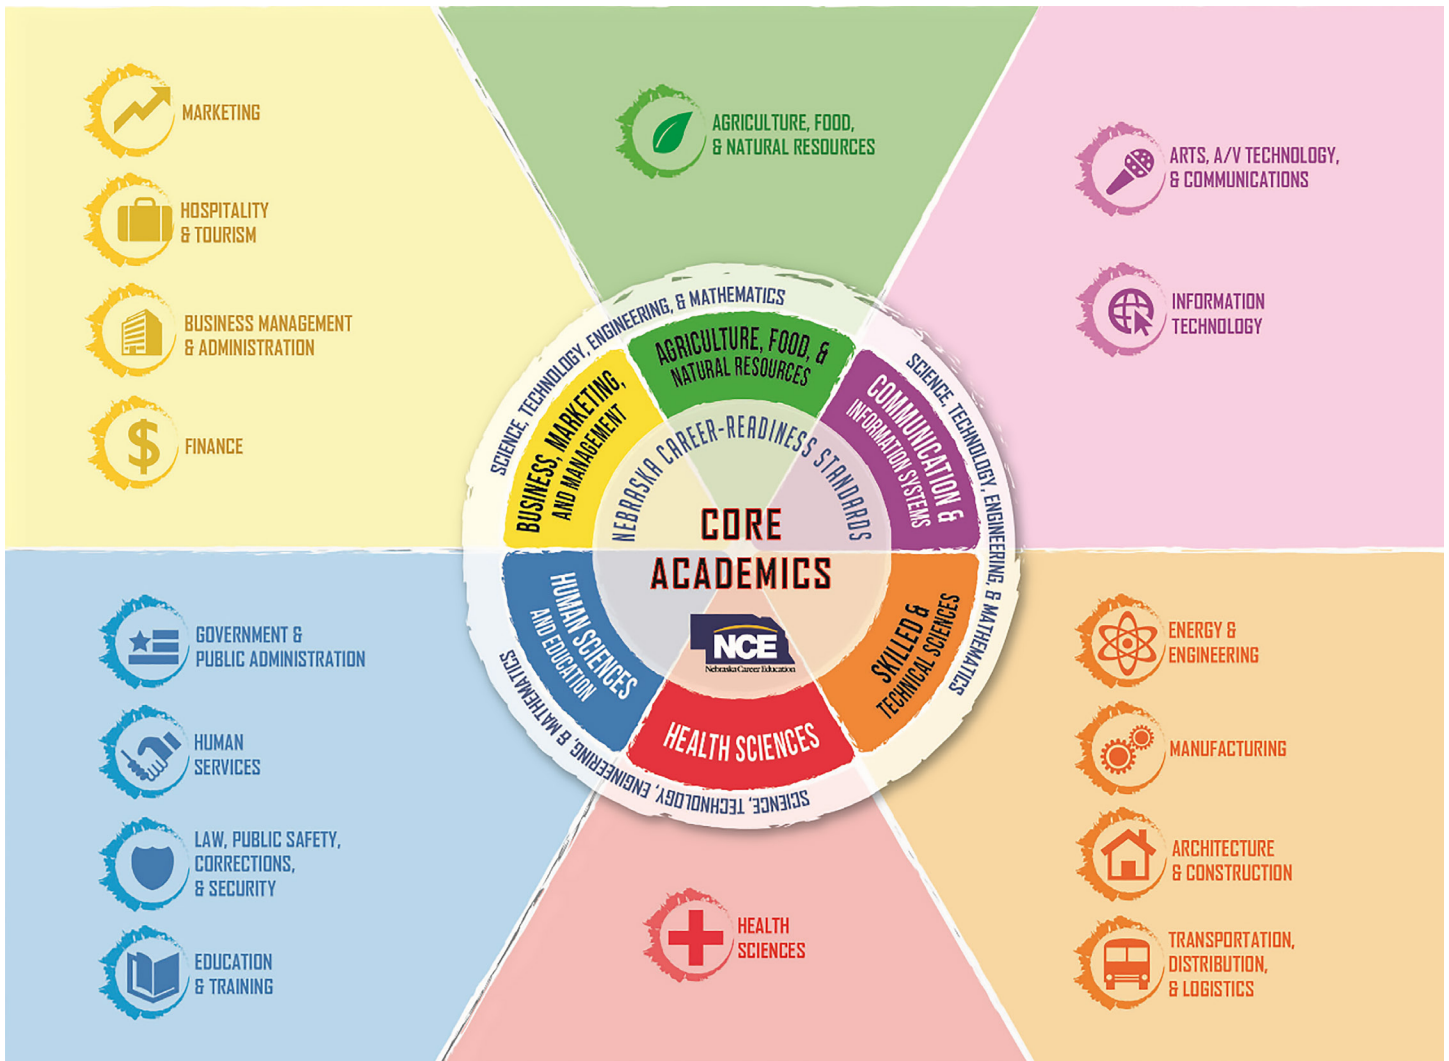 MARKETING
HOSPITALITY
& TOURISM
BUSINESS MANAGEMENT
& ADMINISTRATION
FINANCE
AGRICULTURE, FOOD,
& NATURAL RESOURCES
ARTS, A/V TECHNOLOGY,
& COMMUNICATIONS
INFORMATION
TECHNOLOGY
SCIENCE, TECHNOLOGY, ENGINEERING, & MATHEMATICS
SCIENCE, TECHNOLOGY, ENGINEERING, & MATHEMATICS
SCIENCE, TECHNOLOGY, ENGINEERING, & MATHEMATICS
BUSINESS, MARKETING,
AND MANAGEMENT
AGRICULTURE, FOOD, &
NATURAL RESOURCES
COMMUNICATION &
INFORMATION SYSTEMS
NEBRASKA CAREER-READINESS STANDARDS
CORE
ACADEMICS
NCE
Nebraska Career Education
HUMAN SCIENCES
AND EDUCATION
HEALTH SCIENCES
SKILLED &
TECHNICAL SCIENCES
GOVERNMENT &
PUBLIC ADMINISTRATION
HUMAN
SERVICES
LAW, PUBLIC SAFETY,
CORRECTIONS,
& SECURITY
EDUCATION
& TRAINING
HEALTH
SCIENCES
ENERGY &
ENGINEERING
MANUFACTURING
ARCHITECTURE
& CONSTRUCTION
TRANSPORTATION,
DISTRIBUTION,
& LOGISTICS